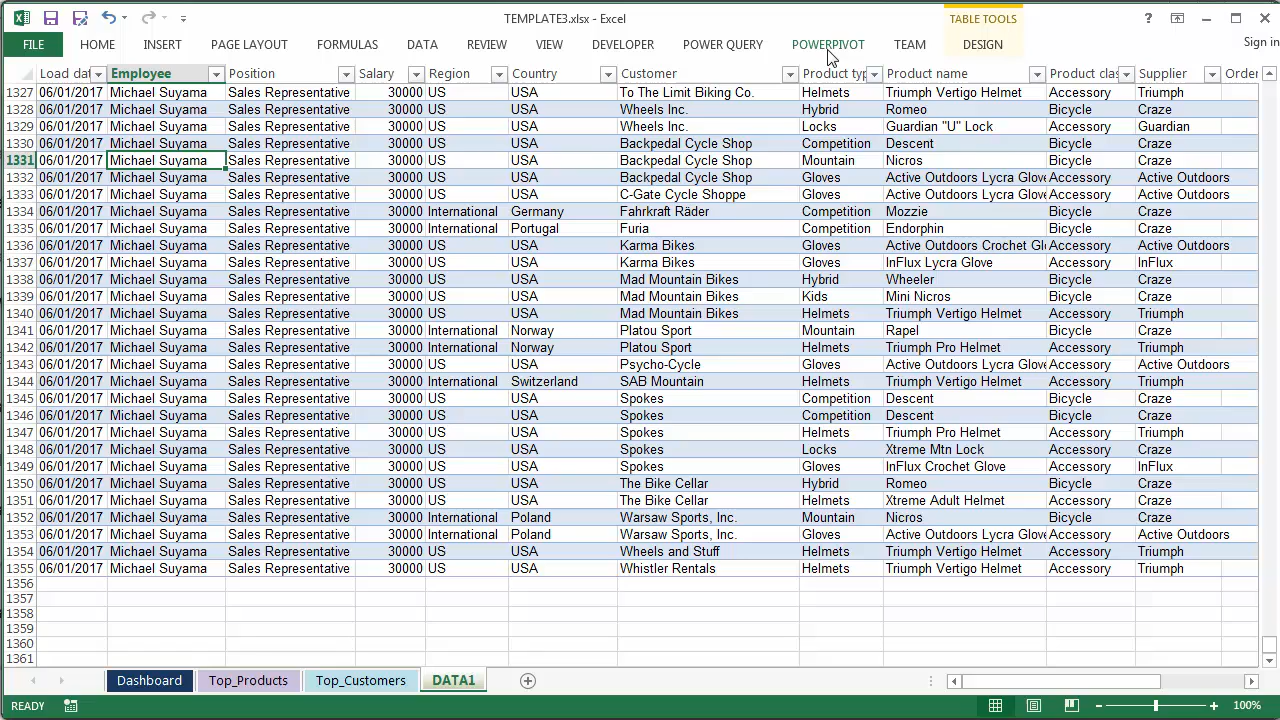 TEMPLATE3.xlsx - Excel
TABLE TOOLS
?
FILE HOME INSERT PAGE LAYOUT FORMULAS DATA REVIEW VIEW DEVELOPER POWER QUERY POWERPIVOT TEAM DESIGN Sign in
Load dat Employee Position Salary Region Country Customer Product typ Product name Product clas Supplier Order
1327 06/01/2017 Michael Suyama Sales Representative 30000 US USA To The Limit Biking Co. Helmets Triumph Vertigo Helmet Accessory Triumph
1328 06/01/2017 Michael Suyama Sales Representative 30000 US USA Wheels Inc. Hybrid Romeo Bicycle Craze
1329 06/01/2017 Michael Suyama Sales Representative 30000 US USA Wheels Inc. Locks Guardian "U" Lock Accessory Guardian
1330 06/01/2017 Michael Suyama Sales Representative 30000 US USA Backpedal Cycle Shop Competition Descent Bicycle Craze
1331 06/01/2017 Michael Suyama Sales Representative 30000 US USA Backpedal Cycle Shop Mountain Nicros Bicycle Craze
1332 06/01/2017 Michael Suyama Sales Representative 30000 US USA Backpedal Cycle Shop Gloves Active Outdoors Lycra Glove Accessory Active Outdoors
1333 06/01/2017 Michael Suyama Sales Representative 30000 US USA C-Gate Cycle Shoppe Gloves Active Outdoors Lycra Glove Accessory Active Outdoors
1334 06/01/2017 Michael Suyama Sales Representative 30000 International Germany Fahrkraft Räder Competition Mozzie Bicycle Craze
1335 06/01/2017 Michael Suyama Sales Representative 30000 International Portugal Furia Competition Endorphin Bicycle Craze
1336 06/01/2017 Michael Suyama Sales Representative 30000 US USA Karma Bikes Gloves Active Outdoors Crochet Gl Accessory Active Outdoors
1337 06/01/2017 Michael Suyama Sales Representative 30000 US USA Karma Bikes Gloves InFlux Lycra Glove Accessory InFlux
1338 06/01/2017 Michael Suyama Sales Representative 30000 US USA Mad Mountain Bikes Hybrid Wheeler Bicycle Craze
1339 06/01/2017 Michael Suyama Sales Representative 30000 US USA Mad Mountain Bikes Kids Mini Nicros Bicycle Craze
1340 06/01/2017 Michael Suyama Sales Representative 30000 US USA Mad Mountain Bikes Helmets Triumph Vertigo Helmet Accessory Triumph
1341 06/01/2017 Michael Suyama Sales Representative 30000 International Norway Platou Sport Mountain Rapel Bicycle Craze
1342 06/01/2017 Michael Suyama Sales Representative 30000 International Norway Platou Sport Helmets Triumph Pro Helmet Accessory Triumph
1343 06/01/2017 Michael Suyama Sales Representative 30000 US USA Psycho-Cycle Gloves Active Outdoors Lycra Glove Accessory Active Outdoors
1344 06/01/2017 Michael Suyama Sales Representative 30000 International Switzerland SAB Mountain Helmets Triumph Vertigo Helmet Accessory Triumph
1345 06/01/2017 Michael Suyama Sales Representative 30000 US USA Spokes Competition Descent Bicycle Craze
1346 06/01/2017 Michael Suyama Sales Representative 30000 US USA Spokes Competition Descent Bicycle Craze
1347 06/01/2017 Michael Suyama Sales Representative 30000 US USA Spokes Helmets Triumph Pro Helmet Accessory Triumph
1348 06/01/2017 Michael Suyama Sales Representative 30000 US USA Spokes Locks Xtreme Mtn Lock Accessory Craze
1349 06/01/2017 Michael Suyama Sales Representative 30000 US USA Spokes Gloves InFlux Crochet Glove Accessory InFlux
1350 06/01/2017 Michael Suyama Sales Representative 30000 US USA The Bike Cellar Hybrid Romeo Bicycle Craze
1351 06/01/2017 Michael Suyama Sales Representative 30000 US USA The Bike Cellar Helmets Xtreme Adult Helmet Accessory Craze
1352 06/01/2017 Michael Suyama Sales Representative 30000 International Poland Warsaw Sports, Inc. Mountain Nicros Bicycle Craze
1353 06/01/2017 Michael Suyama Sales Representative 30000 International Poland Warsaw Sports, Inc. Gloves Active Outdoors Lycra Glove Accessory Active Outdoors
1354 06/01/2017 Michael Suyama Sales Representative 30000 US USA Wheels and Stuff Helmets Triumph Vertigo Helmet Accessory Triumph
1355 06/01/2017 Michael Suyama Sales Representative 30000 US USA Whistler Rentals Helmets Triumph Vertigo Helmet Accessory Triumph
1356
1357
1358
1359
1360
1361
Dashboard Top_Products Top_Customers DATA1
READY 100%